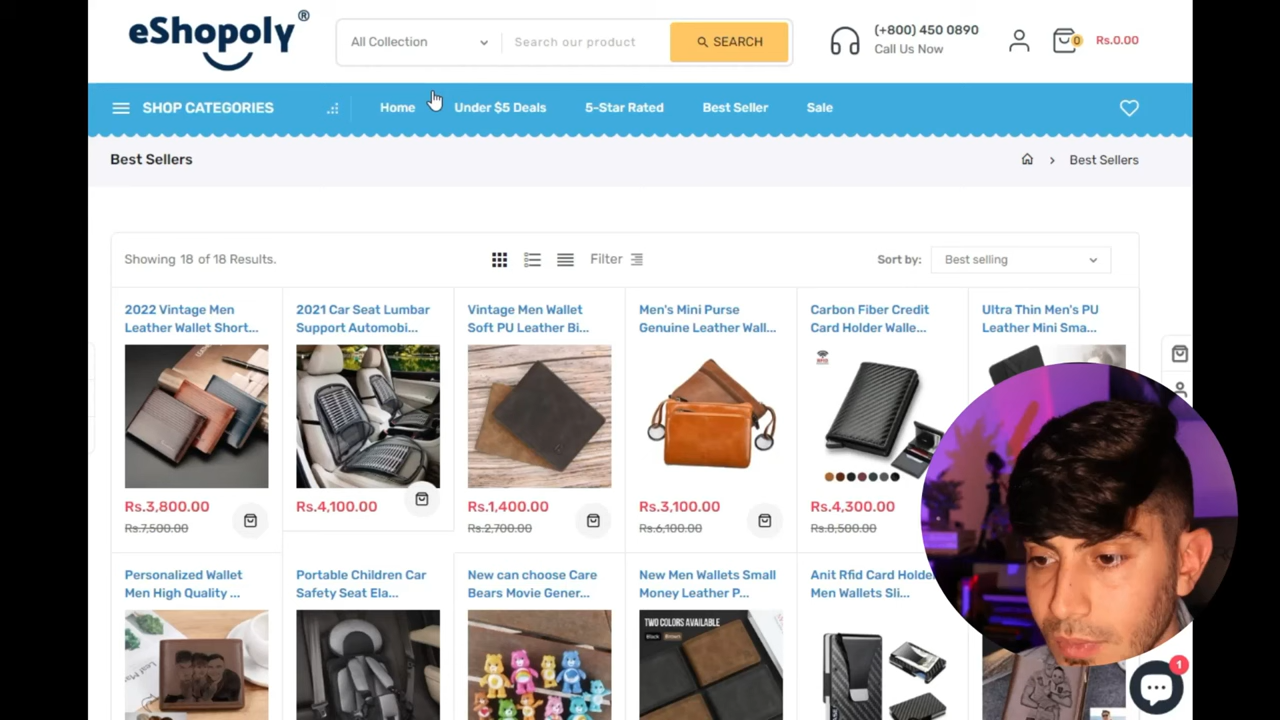 eShopoly®
All Collection
Search our product
SEARCH
(+800) 450 0890
Call Us Now
0
Rs.0.00
SHOP CATEGORIES
Home
Under $5 Deals
5-Star Rated
Best Seller
Sale
Best Sellers
Best Sellers
Showing 18 of 18 Results.
Filter
Sort by:
Best selling
2022 Vintage Men
Leather Wallet Short...
Rs.3,800.00
Rs.7,500.00
2021 Car Seat Lumbar
Support Automobi...
Rs.4,100.00
Vintage Men Wallet
Soft PU Leather Bi...
Rs.1,400.00
Rs.2,700.00
Men's Mini Purse
Genuine Leather Wall...
Rs.3,100.00
Rs.6,100.00
Carbon Fiber Credit
Card Holder Walle...
Rs.4,300.00
Rs.8,500.00
Ultra Thin Men's PU
Leather Mini Sma...
Personalized Wallet
Men High Quality ...
Portable Children Car
Safety Seat Ela...
New can choose Care
Bears Movie Gener...
New Men Wallets Small
Money Leather P...
TWO COLORS AVAILABLE
Black
Anit Rfid Card Holder
Men Wallets Sli...
1